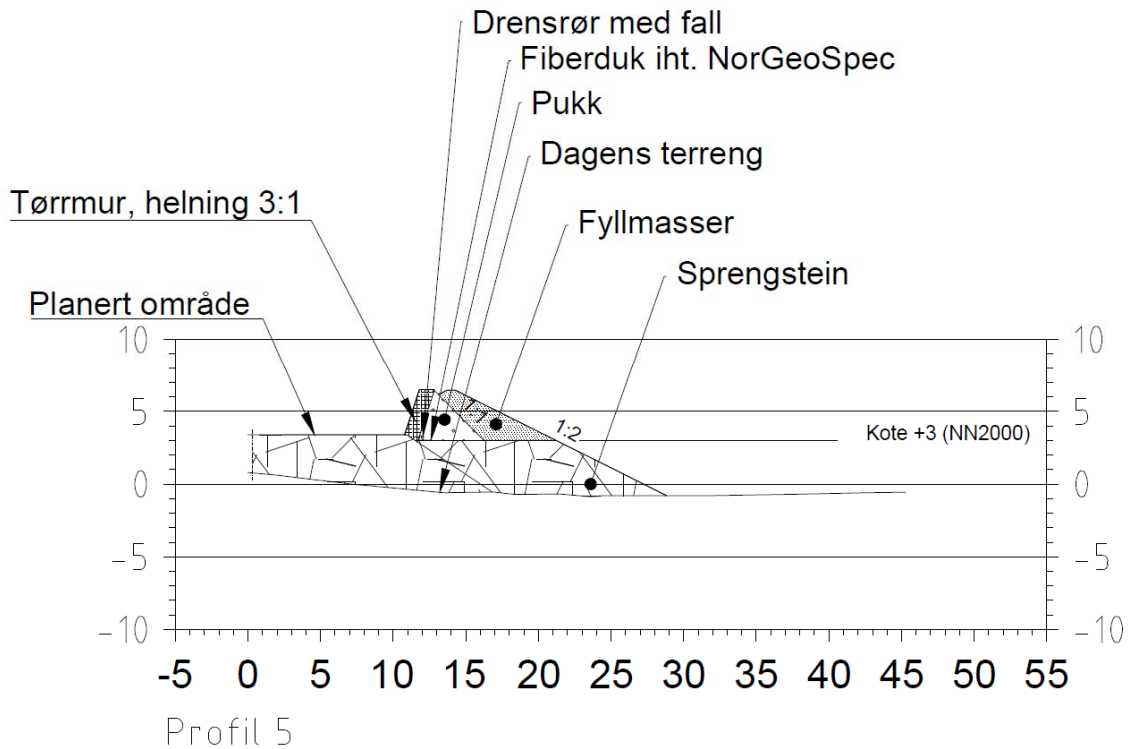 Drensrør med fall
Fiberduk iht. NorGeoSpec
Pukk
Dagens terreng
Tørrmur, helning 3:1
Fyllmasser
Sprengstein
Planert område
10 10
5 1:1 5
1:2
Kote +3 (NN2000)
0 0
-5 -5
-10 -10
-5 0 5 10 15 20 25 30 35 40 45 50 55
Profil 5